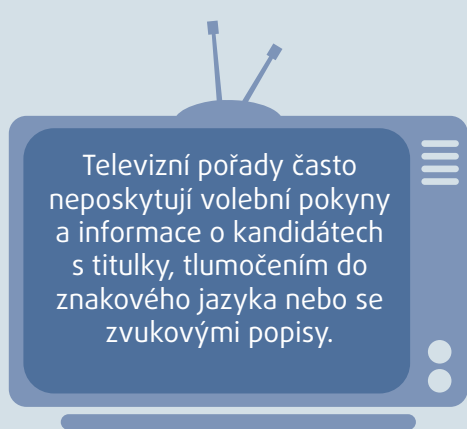 Televizní pořady často
neposkytují volební pokyny
a informace o kandidátech
s titulky, tlumočením do
znakového jazyka nebo se
zvukovými popisy.